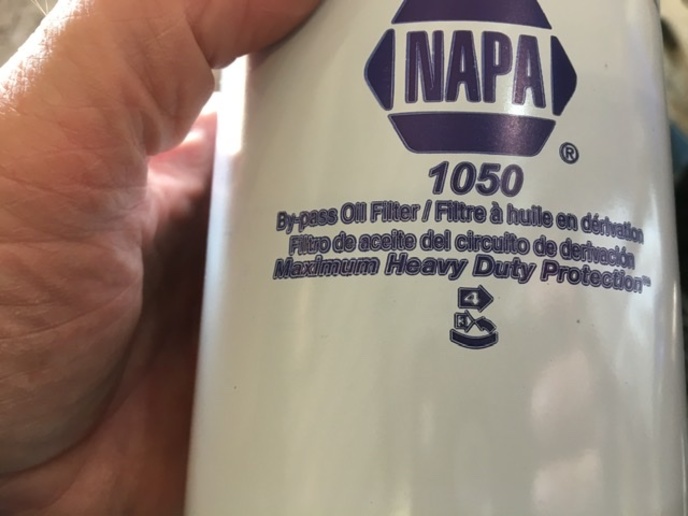 NAPA
®
1050
By-pass Oil Filter / Filtre à huile en dérivation
Filtro de aceite del circuito de derivación
Maximum Heavy Duty Protection™
4
3